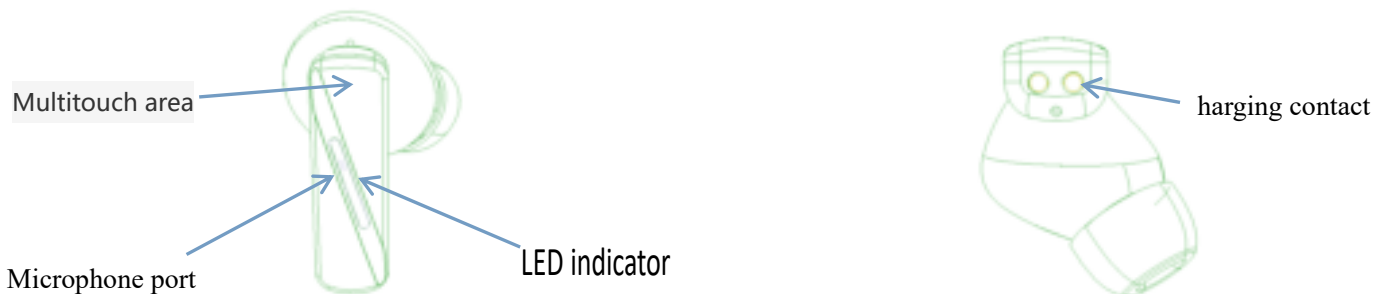 Multitouch area
harging contact
LED indicator
Microphone port